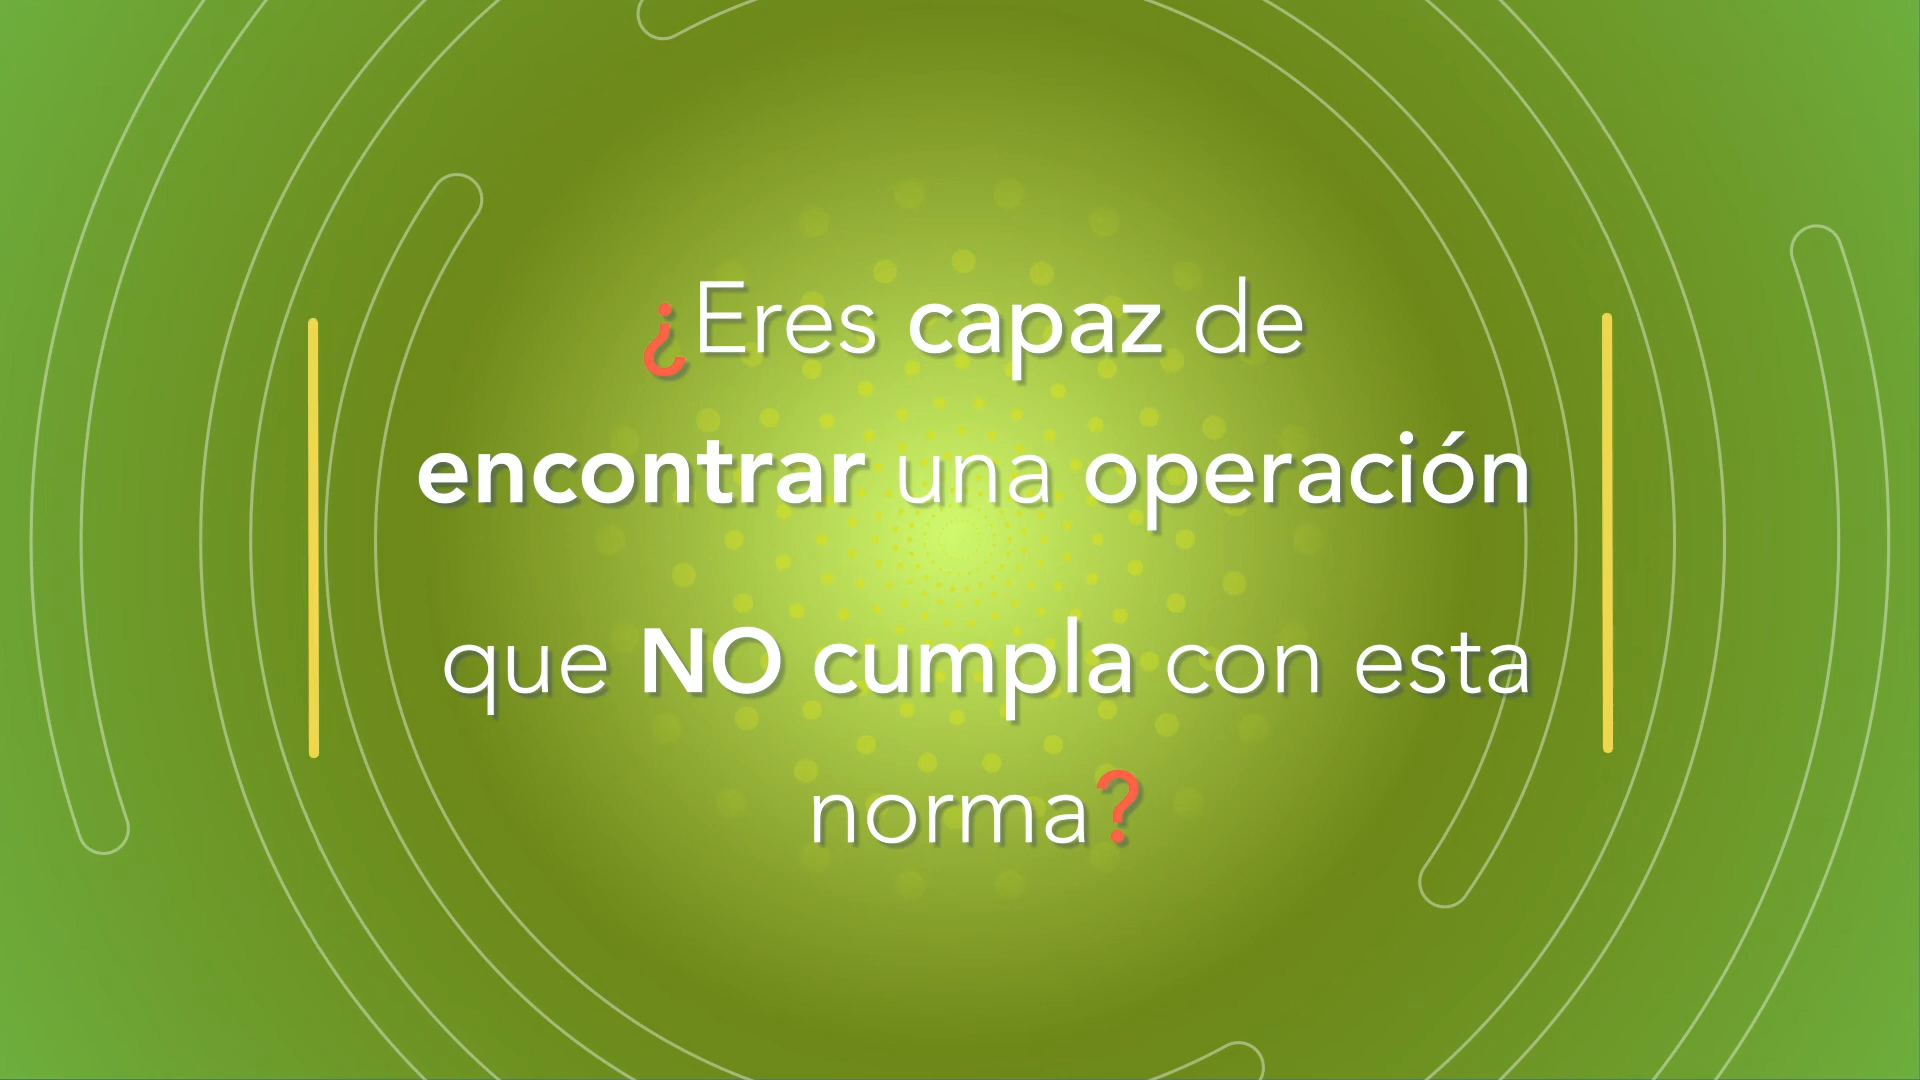 ¿Eres capaz de
encontrar una operación
que NO cumpla con esta
norma?